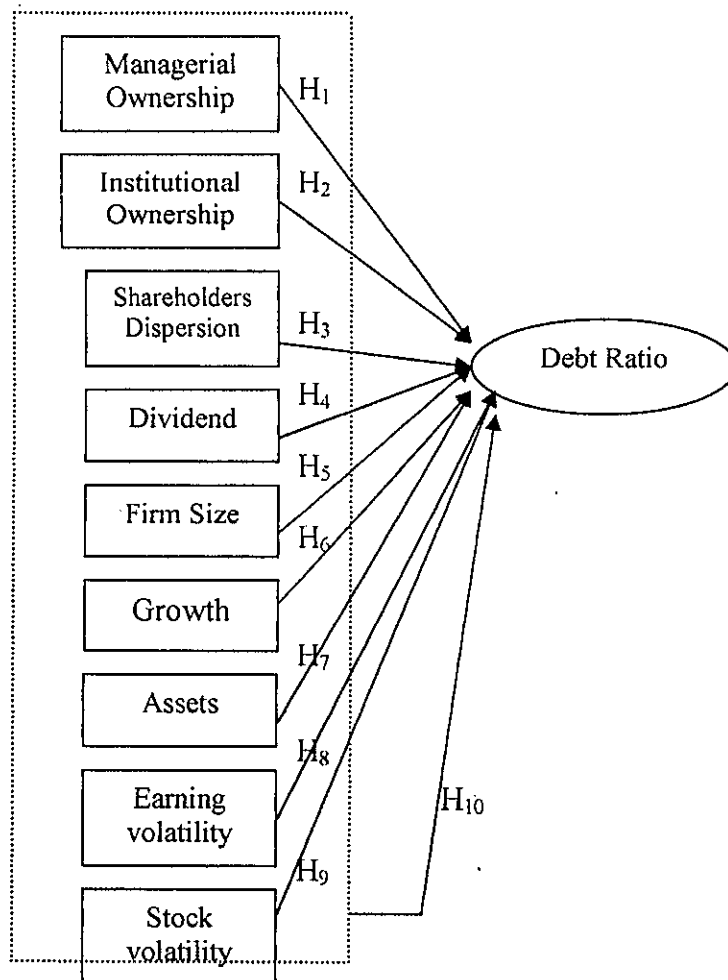 Managerial
Ownership
H₁
Institutional
Ownership
H₂
Shareholders
Dispersion
H₃
Debt Ratio
Dividend
H₄
Firm Size
H₅
Growth
H₆
Assets
H₇
Earning
volatility
H₈
H₁₀
Stock
volatility
H₉